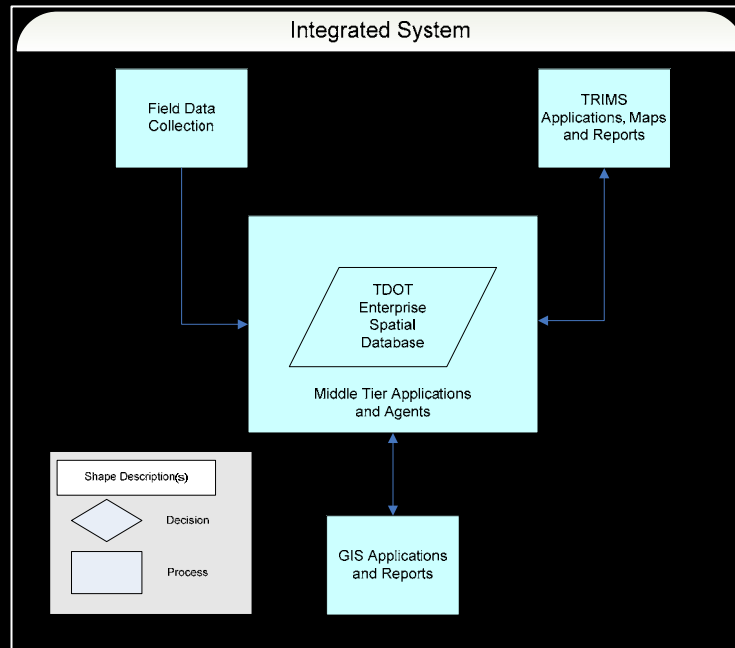 Integrated System
Field Data
Collection
TRIMS
Applications, Maps
and Reports
TDOT
Enterprise
Spatial
Database
Middle Tier Applications
and Agents
Shape Description(s)
Decision
Process
GIS Applications
and Reports